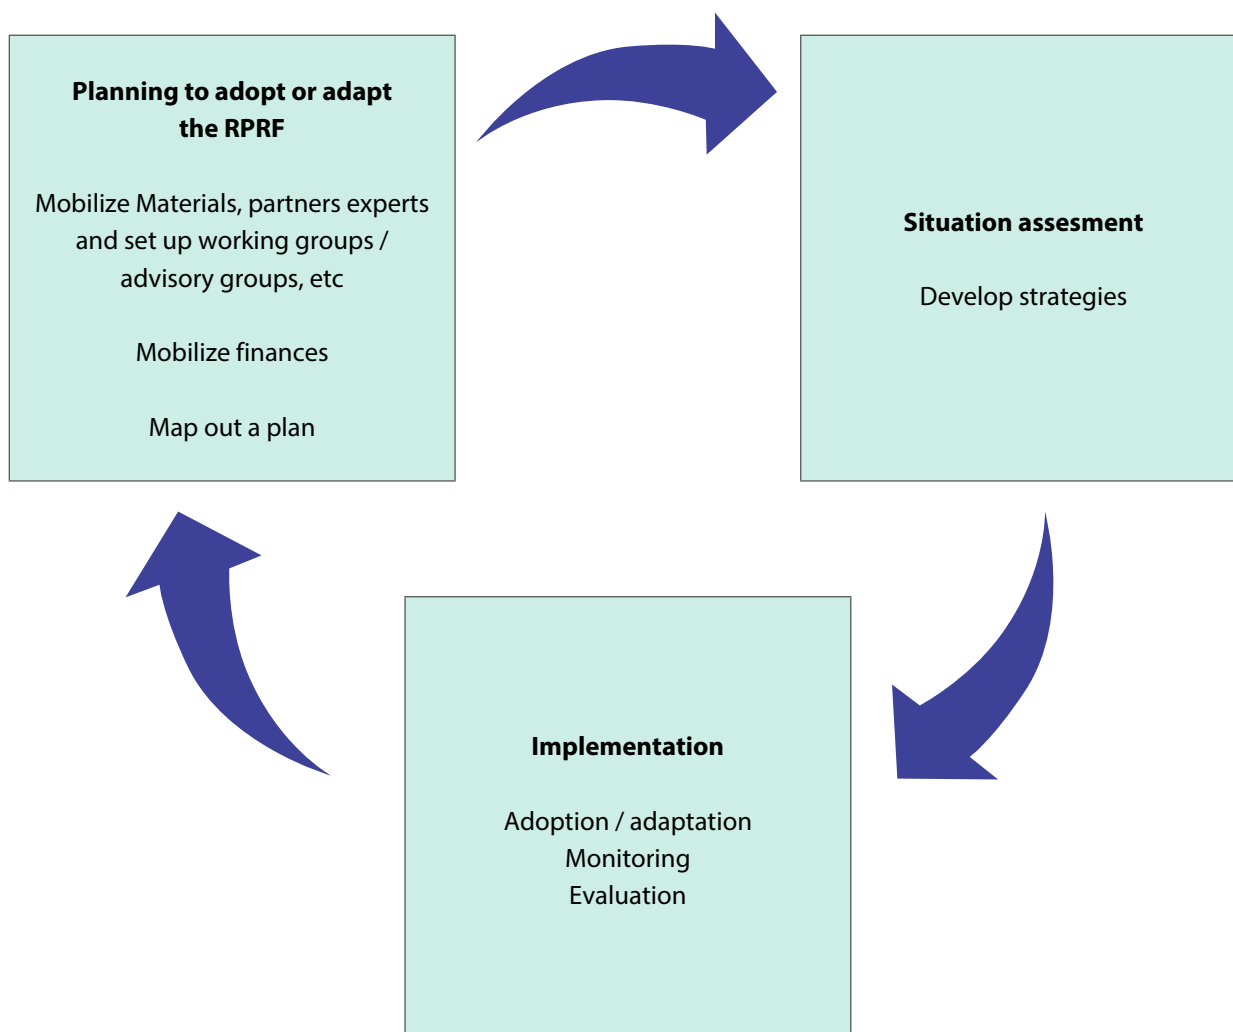 Planning to adopt or adapt
the RPRF
Mobilize Materials, partners experts
and set up working groups /
advisory groups, etc
Mobilize finances
Map out a plan
Situation assesment
Develop strategies
Implementation
Adoption / adaptation
Monitoring
Evaluation